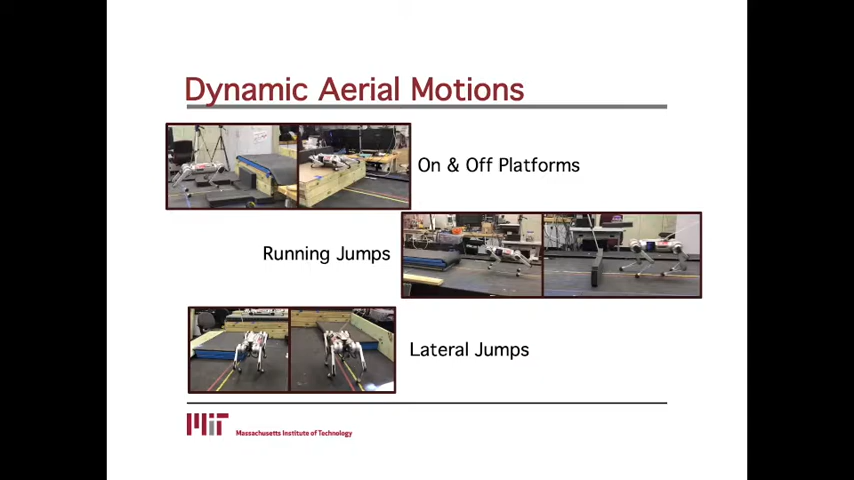 Dynamic Aerial Motions
On & Off Platforms
Running Jumps
Lateral Jumps
MIT
Massachusetts Institute of Technology